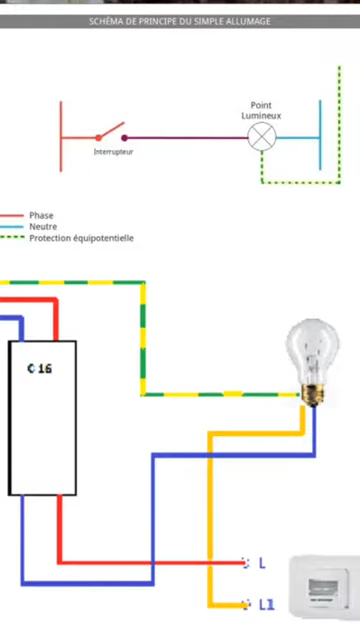 SCHÉMA DE PRINCIPE DU SIMPLE ALLUMAGE
Point
Lumineux
Interrupteur
Phase
Neutre
Protection équipotentielle
C 16
L
L1